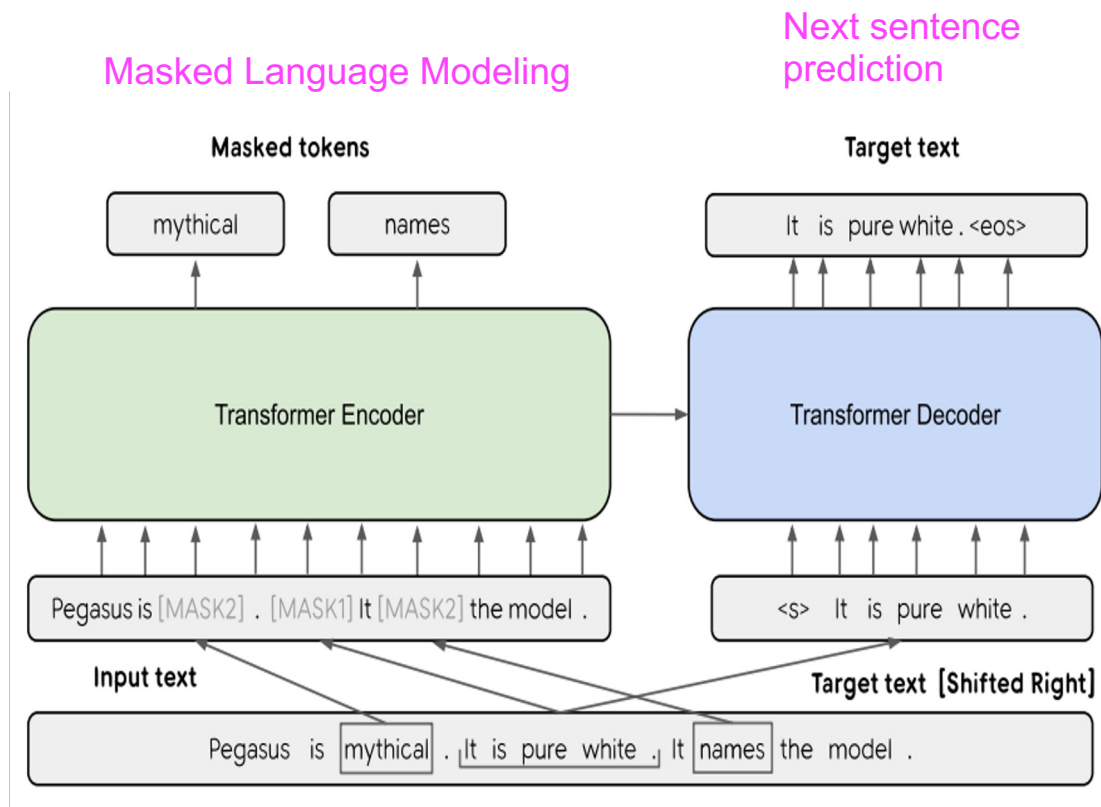 Next sentence
prediction
Masked Language Modeling
Masked tokens
Target text
mythical
names
It is pure white . <eos>
Transformer Encoder
Transformer Decoder
Pegasus is [MASK2] . [MASK1] It [MASK2] the model .
<s> It is pure white .
Input text
Target text [Shifted Right]
Pegasus is mythical . It is pure white . It names the model .